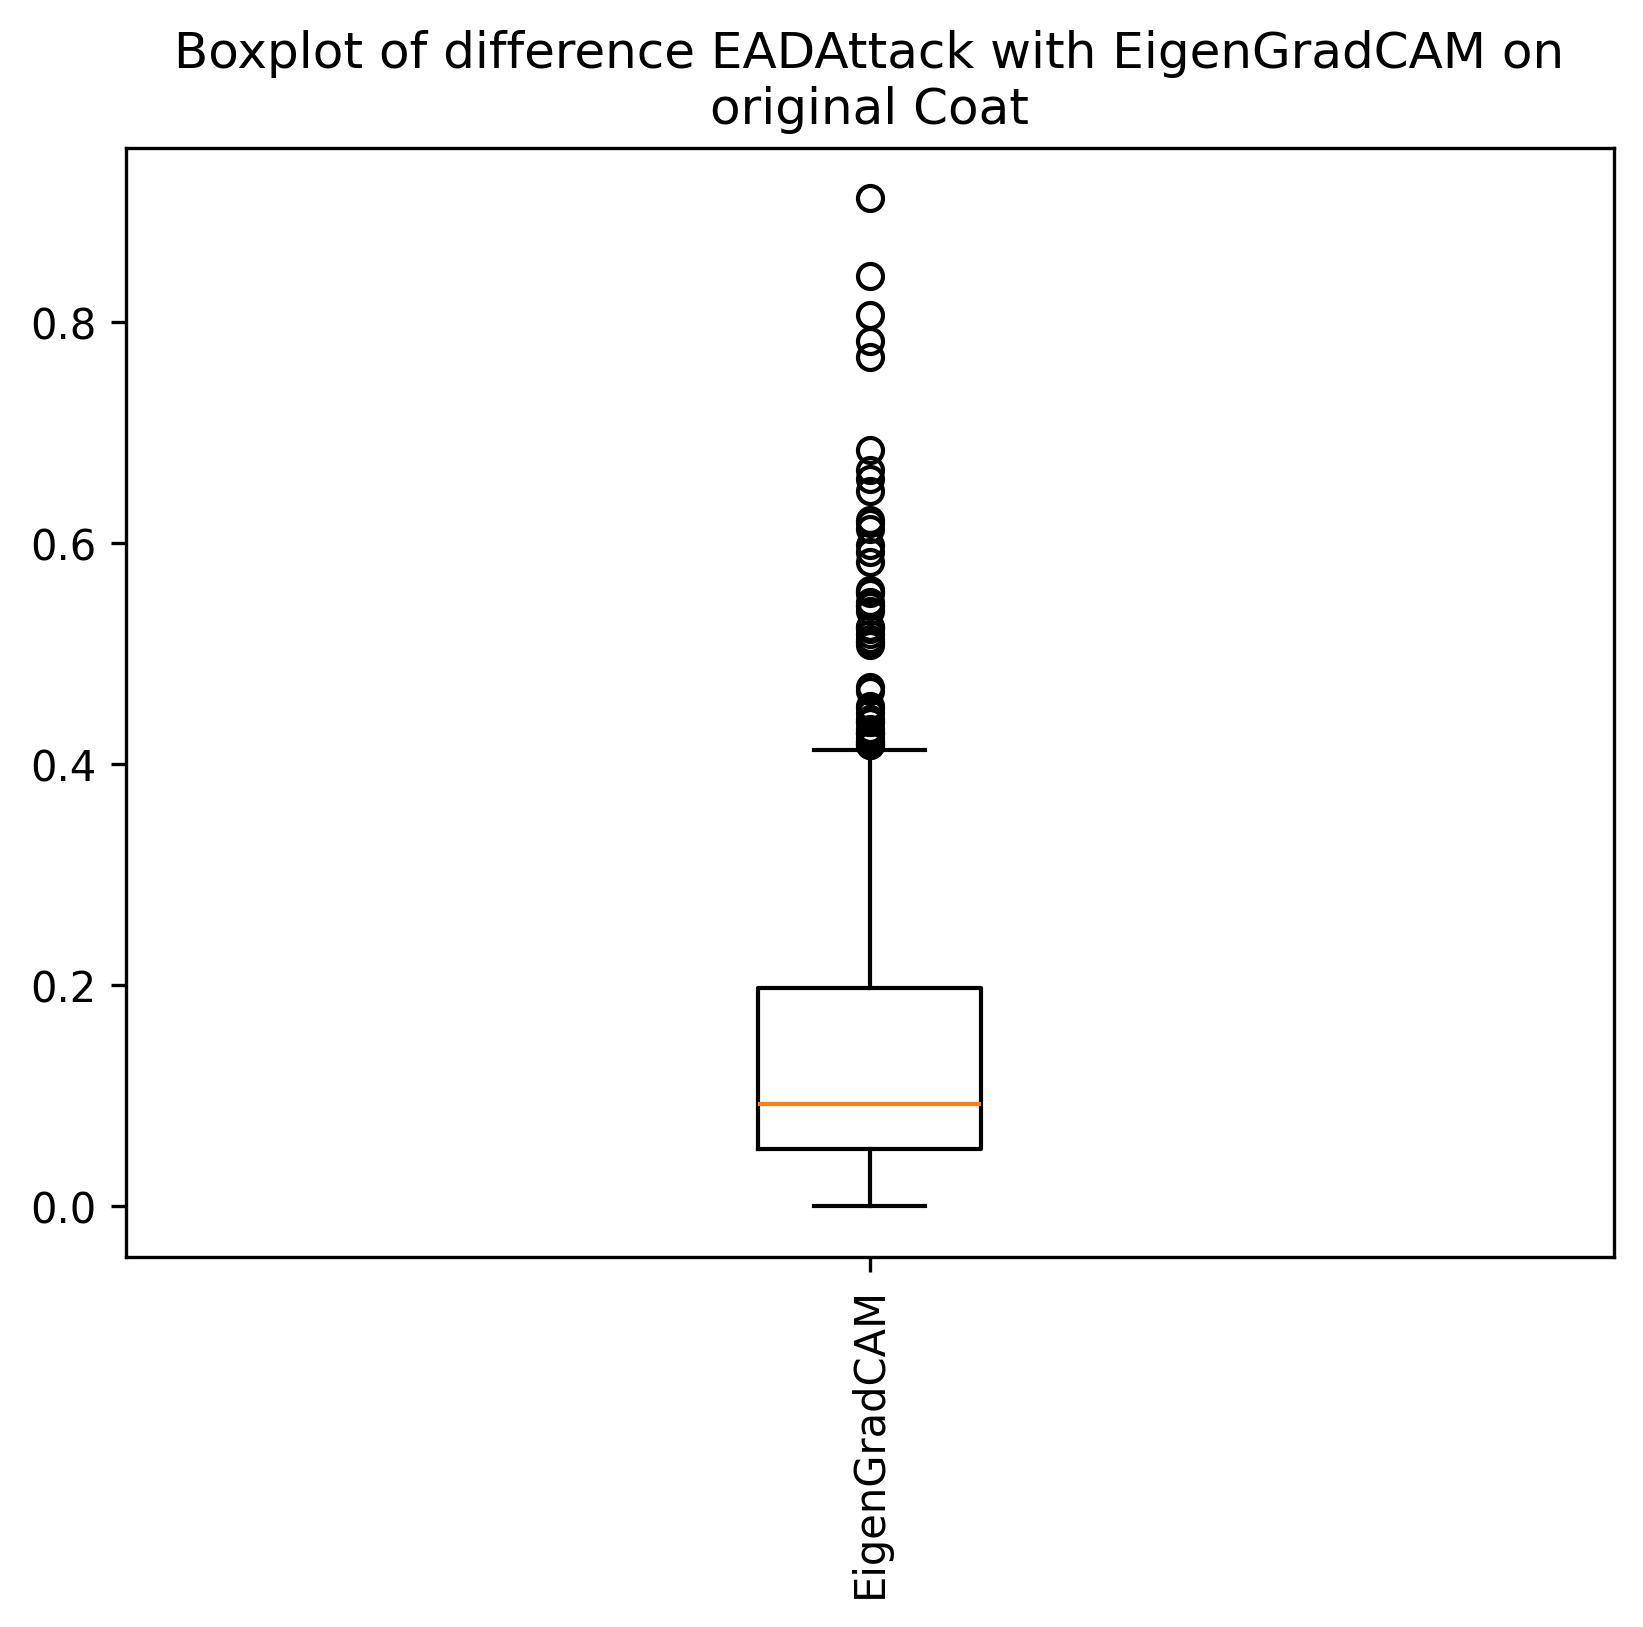 Boxplot of difference EADAttack with EigenGradCAM on
original Coat
0.8
0.6
0.4
0.2
0.0
EigenGradCAM